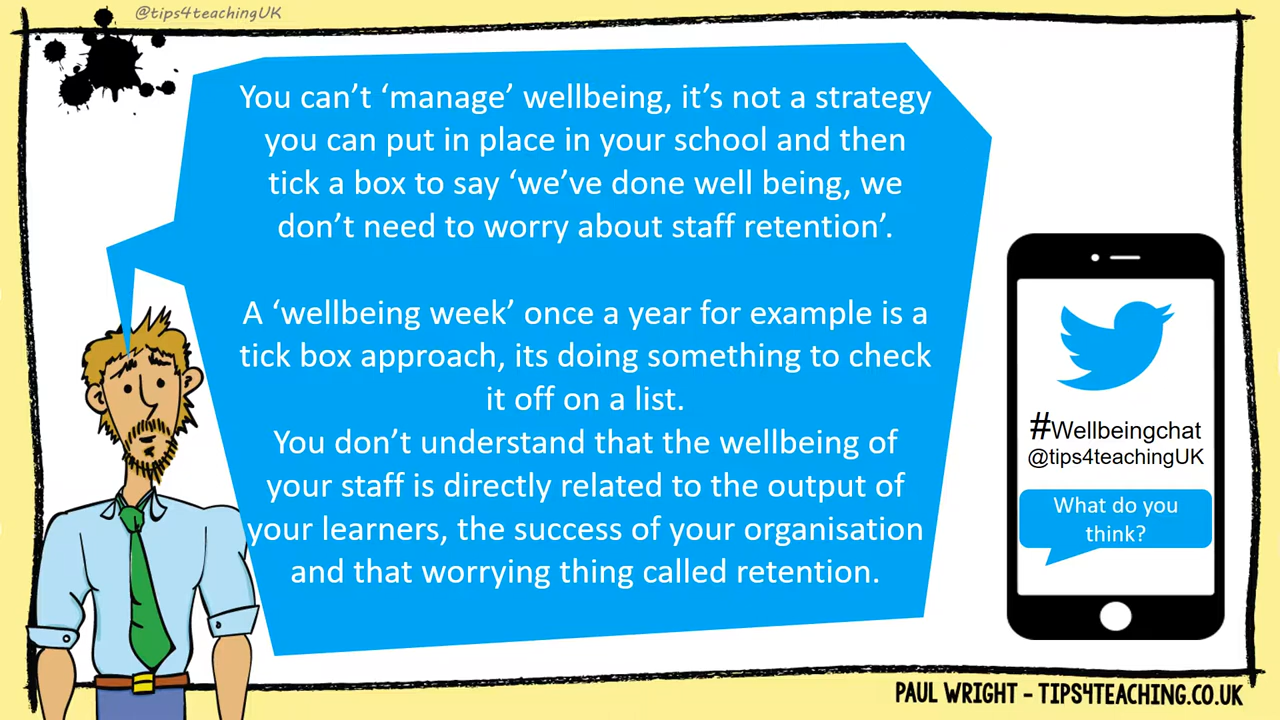 @tips4teachingUK
You can’t ‘manage’ wellbeing, it’s not a strategy
you can put in place in your school and then
tick a box to say ‘we’ve done well being, we
don’t need to worry about staff retention’.
A ‘wellbeing week’ once a year for example is a
tick box approach, its doing something to check
it off on a list.
You don’t understand that the wellbeing of
your staff is directly related to the output of
your learners, the success of your organisation
and that worrying thing called retention.
#Wellbeingchat
@tips4teachingUK
What do you
think?
PAUL WRIGHT - TIPS4TEACHING.CO.UK